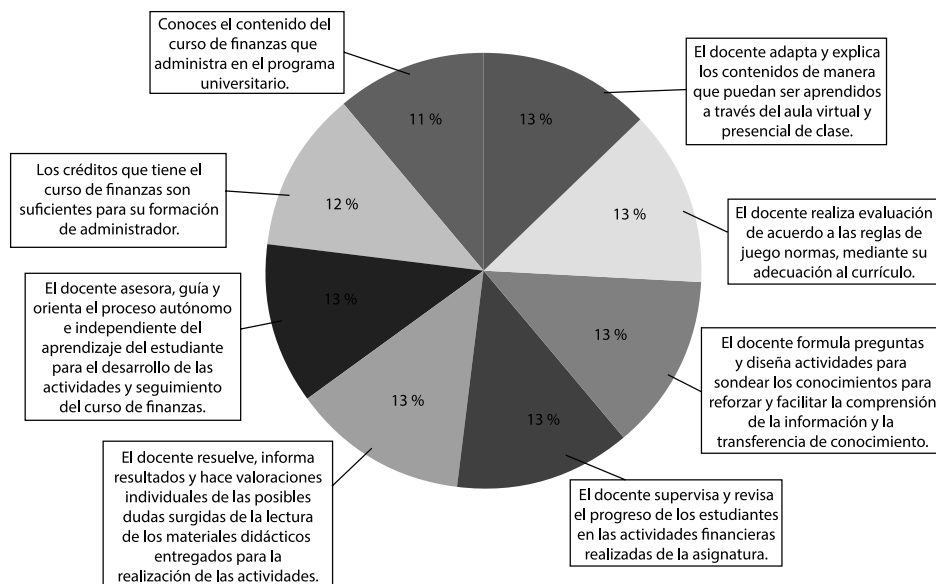 Conoces el contenido del
curso de finanzas que
administra en el programa
universitario.
El docente adapta y explica
los contenidos de manera
que puedan ser aprendidos
a través del aula virtual y
presencial de clase.
11 %
13 %
Los créditos que tiene el
curso de finanzas son
suficientes para su formación
de administrador.
12 %
13 %
El docente realiza evaluación
de acuerdo a las reglas de
juego normas, mediante su
adecuación al currículo.
El docente asesora, guía y
orienta el proceso autónomo
e independiente del
aprendizaje del estudiante
para el desarrollo de las
actividades y seguimiento
del curso de finanzas.
13 %
13 %
El docente formula preguntas
y diseña actividades para
sondear los conocimientos para
reforzar y facilitar la comprensión
de la información y la
transferencia de conocimiento.
13 %
13 %
El docente resuelve, informa
resultados y hace valoraciones
individuales de las posibles
dudas surgidas de la lectura
de los materiales didácticos
entregados para la
realización de las actividades.
El docente supervisa y revisa
el progreso de los estudiantes
en las actividades financieras
realizadas de la asignatura.